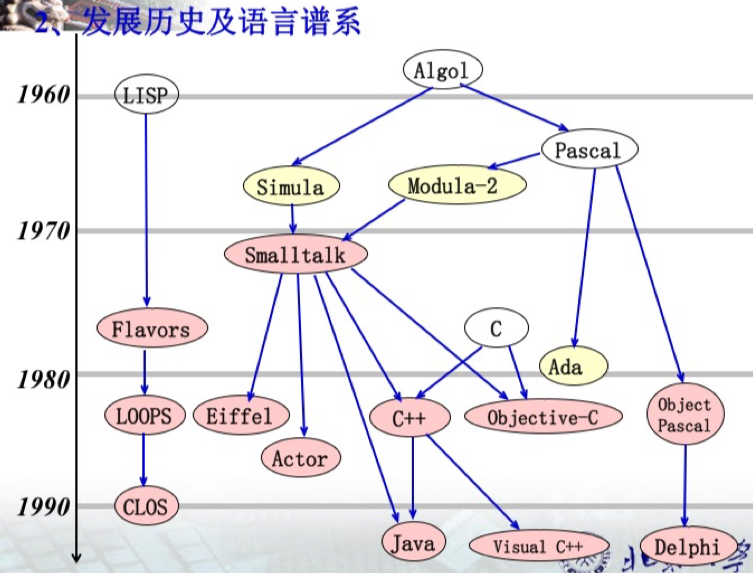 2、发展历史及语言谱系
Algol
1960
LISP
Pascal
Simula
Modula-2
1970
Smalltalk
Flavors
C
Ada
1980
LOOPS
Eiffel
C++
Objective-C
Object
Pascal
Actor
1990
CLOS
Java
Visual C++
Delphi